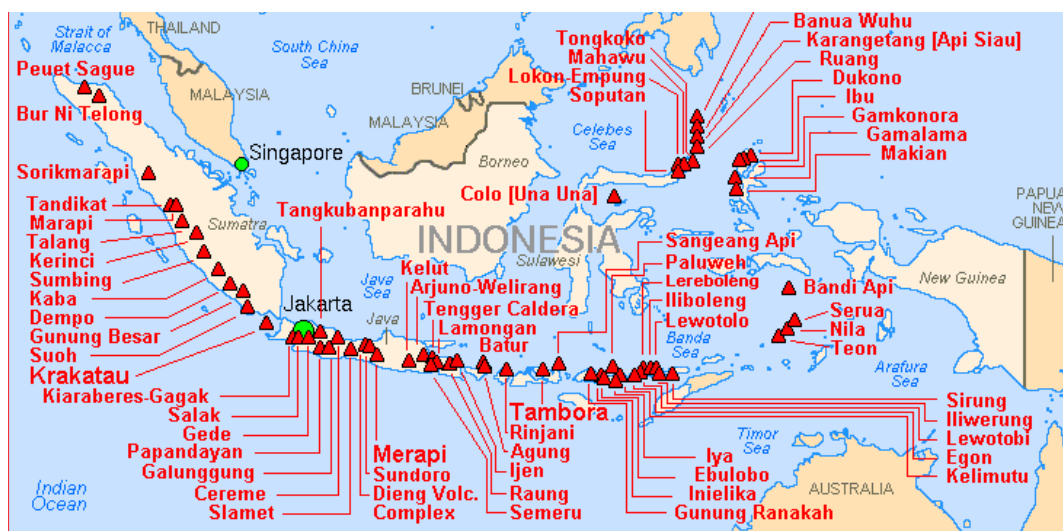 THAILAND
Strait of
Malacca
South China
Sea
Peuet Sague
MALAYSIA
Bur Ni Telong
BRUNEI
MALAYSIA
Singapore
Borneo
Celebes
Sea
Tongkoko
Mahawu
Lokon-Empung
Soputan
Banua Wuhu
Karangetang [Api Siau]
Ruang
Dukono
Ibu
Gamkonora
Gamalama
Makian
Colo [Una Una]
PAPUA
NEW
GUINEA
Sorikmarapi
Tandikat
Marapi
Talang
Kerinci
Sumbing
Kaba
Dempo
Gunung Besar
Suoh
Krakatau
Sumatra
Tangkubanparahu
INDONESIA
Sulawesi
New Guinea
Java
Sea
Jakarta
Java
Kelut
Arjuno-Welirang
Tengger Caldera
Lamongan
Batur
Sangeang Api
Paluweh
Lereboleng
Iliboleng
Lewotolo
Banda
Sea
Bandi Api
Serua
Nila
Teon
Arafura
Sea
Kiaraberes-Gagak
Salak
Gede
Papandayan
Galunggung
Cereme
Slamet
Merapi
Sundoro
Dieng Volc.
Complex
Tambora
Rinjani
Agung
Ijen
Raung
Semeru
Iya
Ebulobo
Inielika
Gunung Ranakah
Sirung
Iliwerung
Lewotobi
Egon
Kelimutu
Timor
Sea
AUSTRALIA
Indian
Ocean